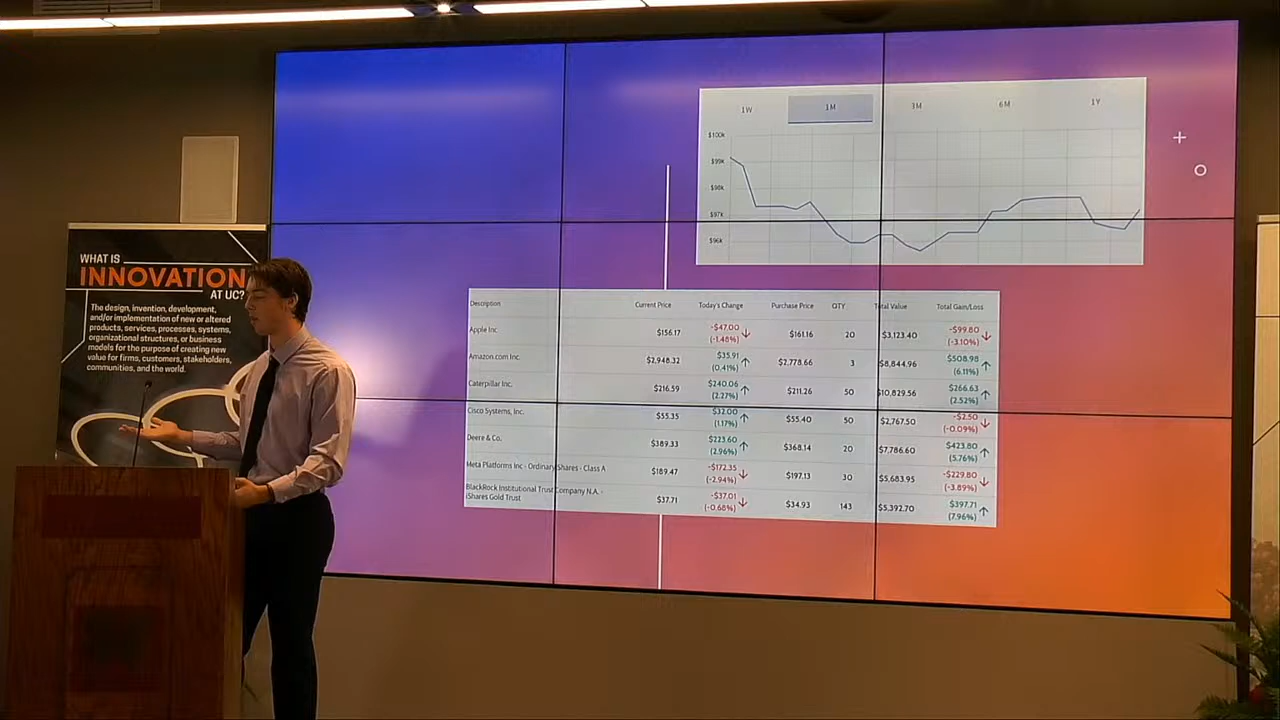 WHAT IS
INNOVATION
AT UC?
The design, invention, development,
and/or implementation of new or altered
products, services, processes, systems,
organizational structures, or business
models for the purpose of creating new
value for firms, customers, stakeholders,
communities, and the world.
1W 1M 3M 6M 1Y
$100k
$99k
$98k
$97k
$96k
Description Current Price Today's Change Purchase Price QTY Total Value Total Gain/Loss
Apple Inc $156.17 -$47.00 (-1.48%) $161.16 20 $3,123.40 -$99.80 (-3.10%)
Amazon.com Inc. $2,948.32 $35.91 (0.41%) $2,778.66 3 $8,844.96 $508.98 (6.11%)
Caterpillar Inc. $216.59 $240.06 (2.27%) $211.26 50 $10,829.56 $266.63 (2.52%)
Cisco Systems, Inc. $55.35 $32.00 (1.17%) $55.40 50 $2,767.50 -$2.50 (-0.09%)
Deere & Co. $389.33 $223.60 (2.96%) $368.14 20 $7,786.60 $423.80 (5.76%)
Meta Platforms Inc - Ordinary Shares - Class A $189.47 -$172.35 (-2.94%) $197.13 30 $5,683.95 -$229.80 (-3.89%)
BlackRock Institutional Trust Company N.A. -
iShares Gold Trust $37.71 -$37.01 (-0.68%) $34.93 143 $5,392.70 $397.71 (7.96%)